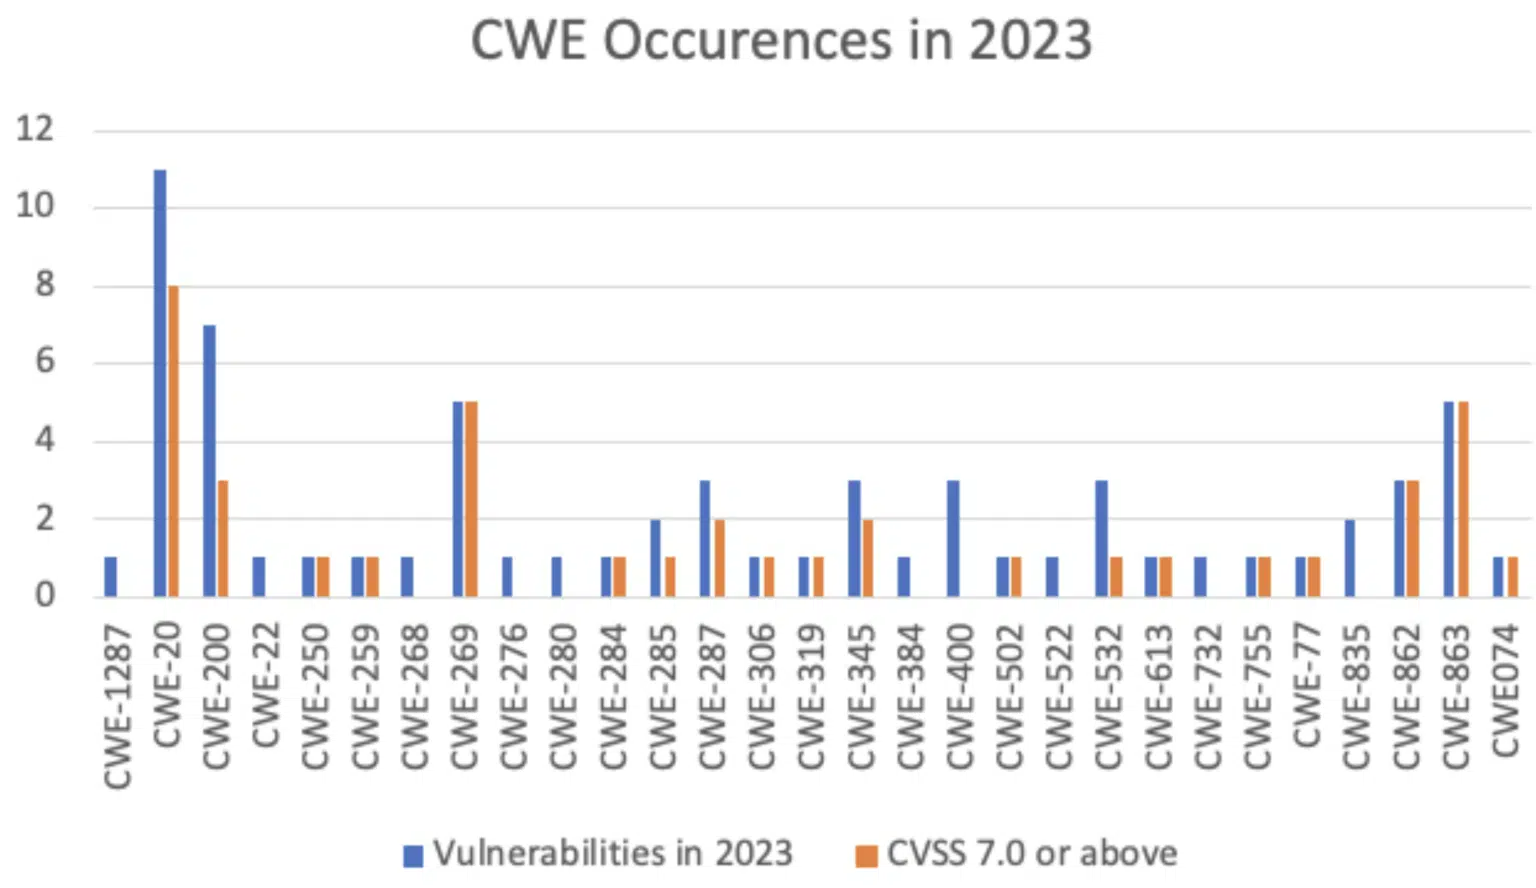 CWE Occurences in 2023
12
10
8
6
4
2
0
CWE-1287
CWE-20
CWE-200
CWE-22
CWE-250
CWE-259
CWE-268
CWE-269
CWE-276
CWE-280
CWE-284
CWE-285
CWE-287
CWE-306
CWE-319
CWE-345
CWE-384
CWE-400
CWE-502
CWE-522
CWE-532
CWE-613
CWE-732
CWE-755
CWE-77
CWE-835
CWE-862
CWE-863
CWE074
Vulnerabilities in 2023
CVSS 7.0 or above